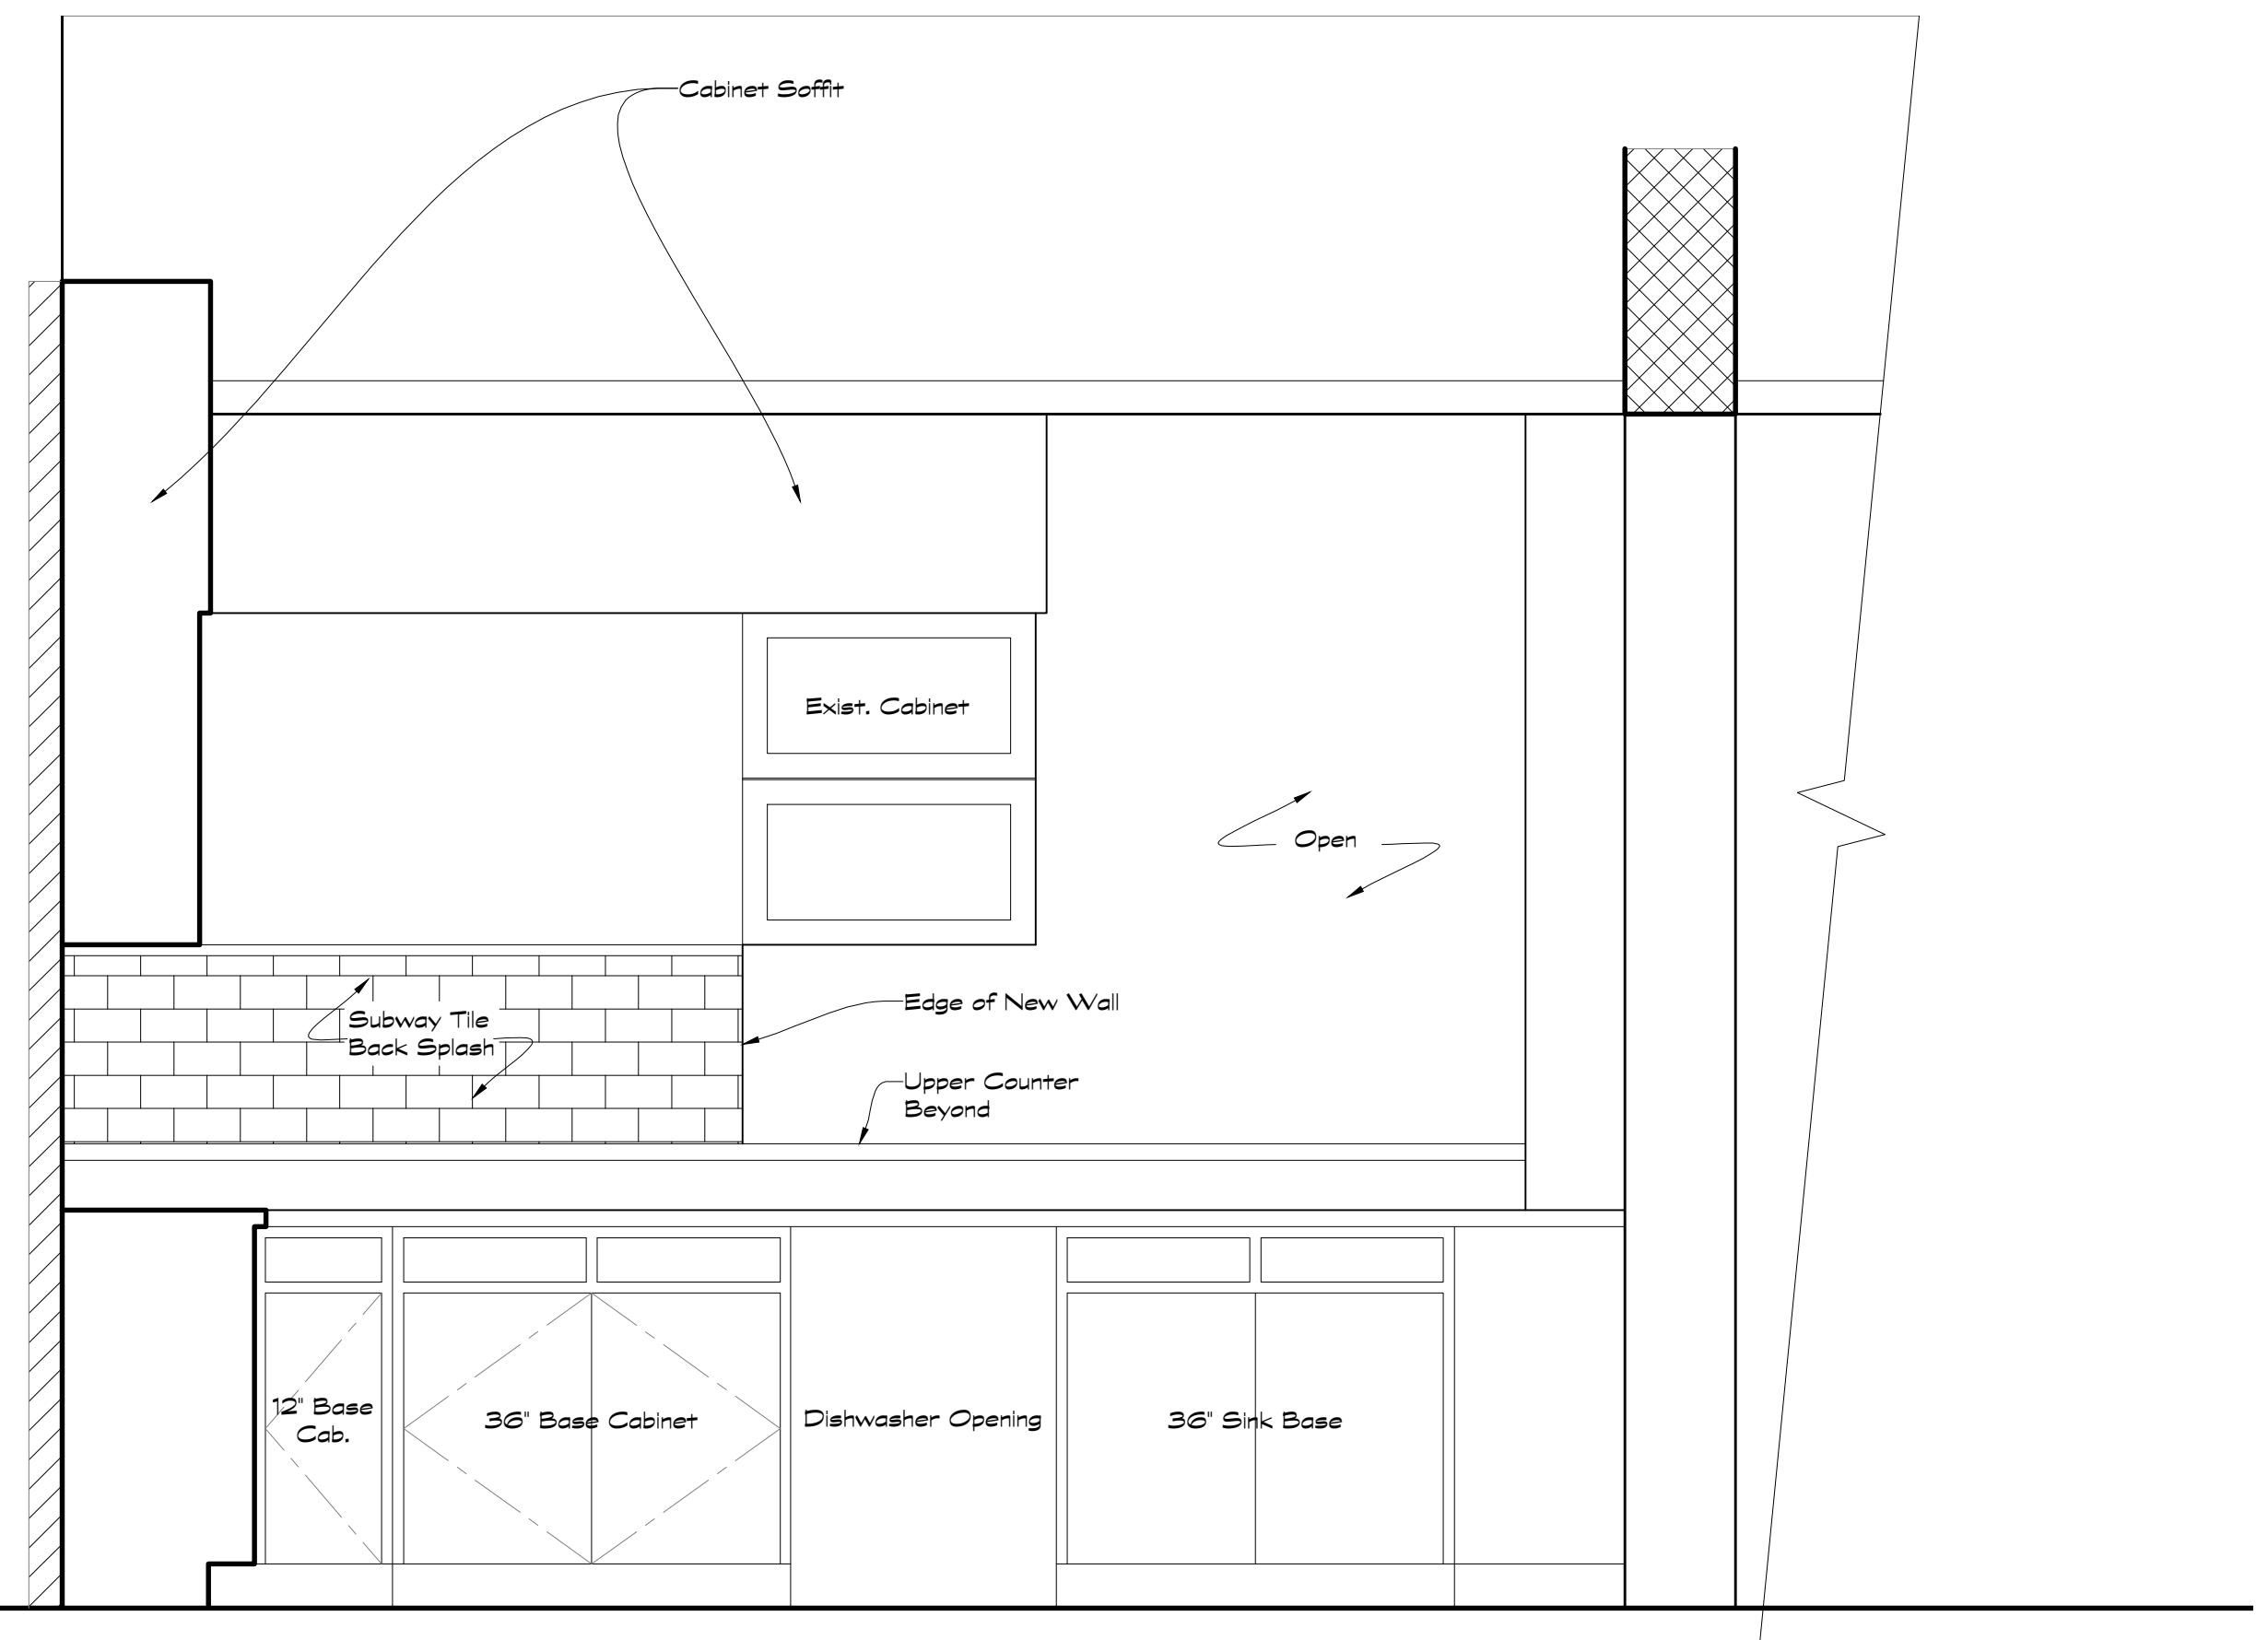 Cabinet Soffit
Exist. Cabinet
Open
Edge of New Wall
Subway Tile
Back Splash
Upper Counter
Beyond
12" Base
Cab.
36" Base Cabinet
Dishwasher Opening
36" Sink Base